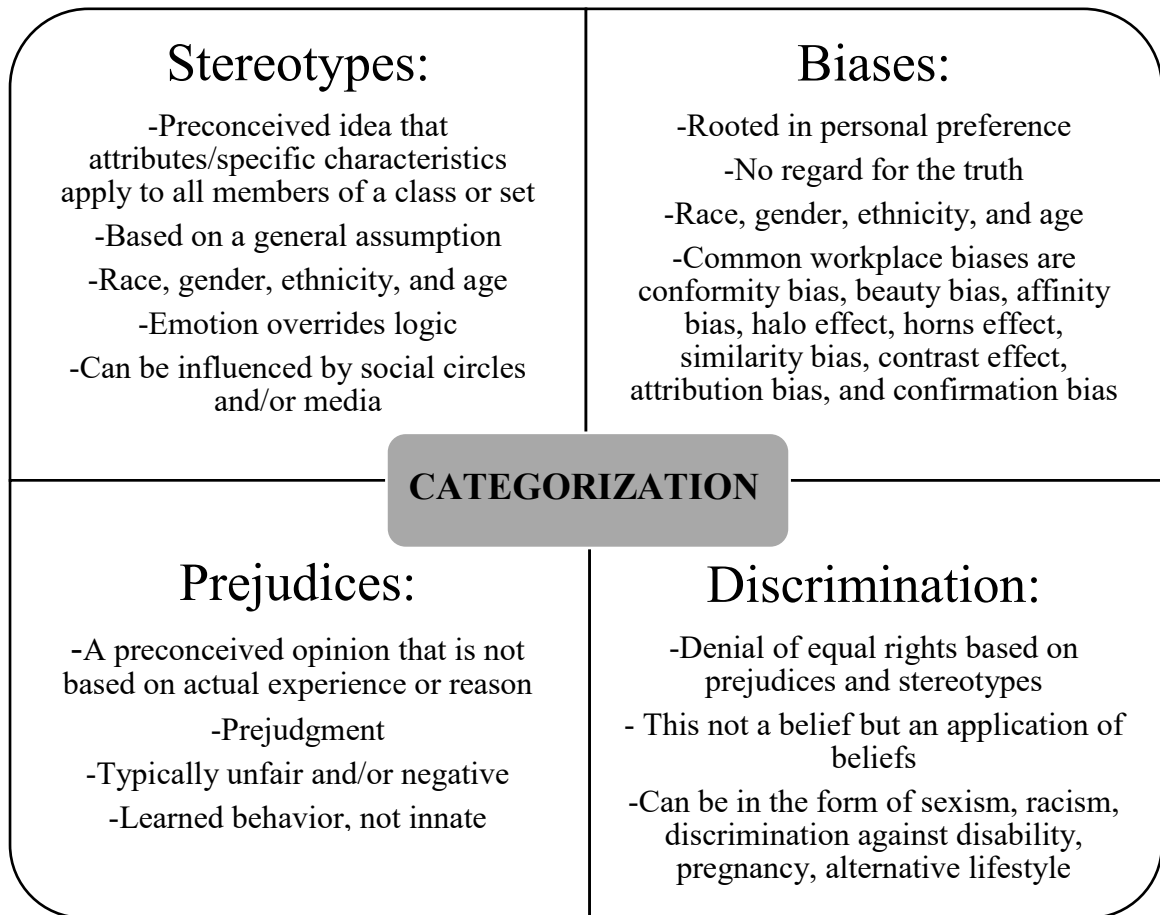 Stereotypes:
-Preconceived idea that
attributes/specific characteristics
apply to all members of a class or set
-Based on a general assumption
-Race, gender, ethnicity, and age
-Emotion overrides logic
-Can be influenced by social circles
and/or media
Biases:
-Rooted in personal preference
-No regard for the truth
-Race, gender, ethnicity, and age
-Common workplace biases are
conformity bias, beauty bias, affinity
bias, halo effect, horns effect,
similarity bias, contrast effect,
attribution bias, and confirmation bias
CATEGORIZATION
Prejudices:
-A preconceived opinion that is not
based on actual experience or reason
-Prejudgment
-Typically unfair and/or negative
-Learned behavior, not innate
Discrimination:
-Denial of equal rights based on
prejudices and stereotypes
- This not a belief but an application of
beliefs
-Can be in the form of sexism, racism,
discrimination against disability,
pregnancy, alternative lifestyle